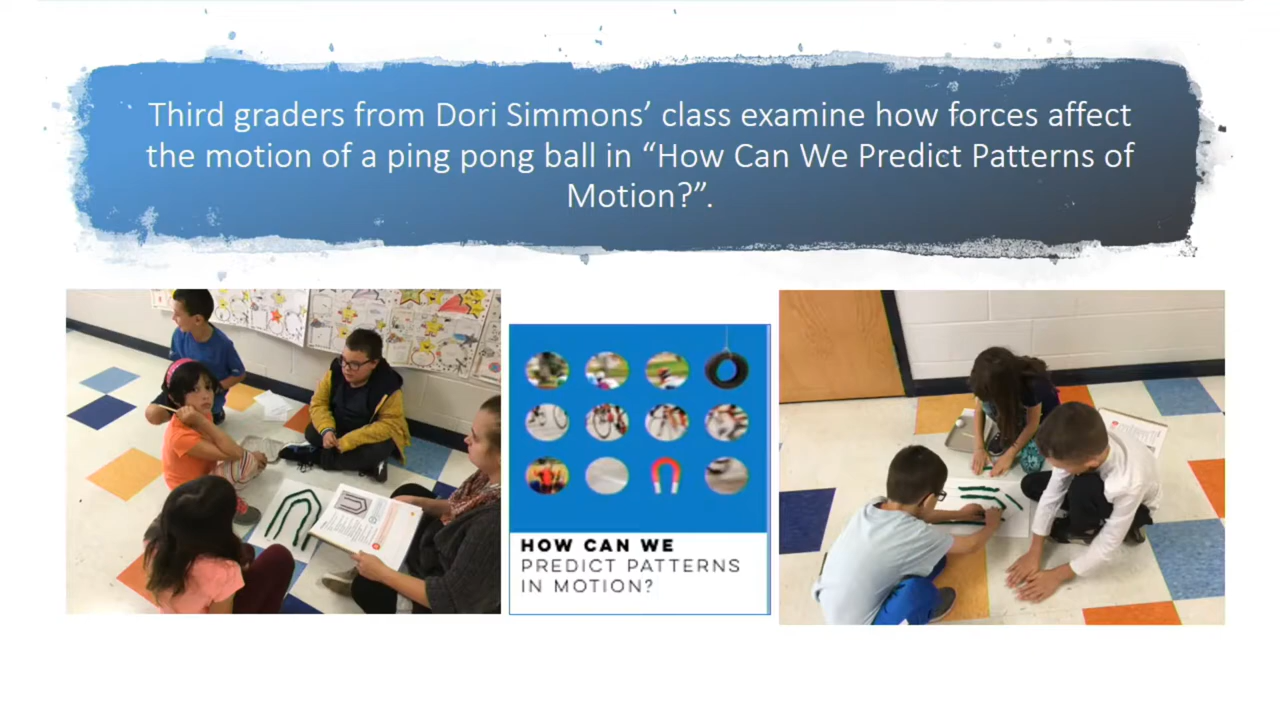 Third graders from Dori Simmons’ class examine how forces affect
the motion of a ping pong ball in “How Can We Predict Patterns of
Motion?”.
HOW CAN WE
PREDICT PATTERNS
IN MOTION?